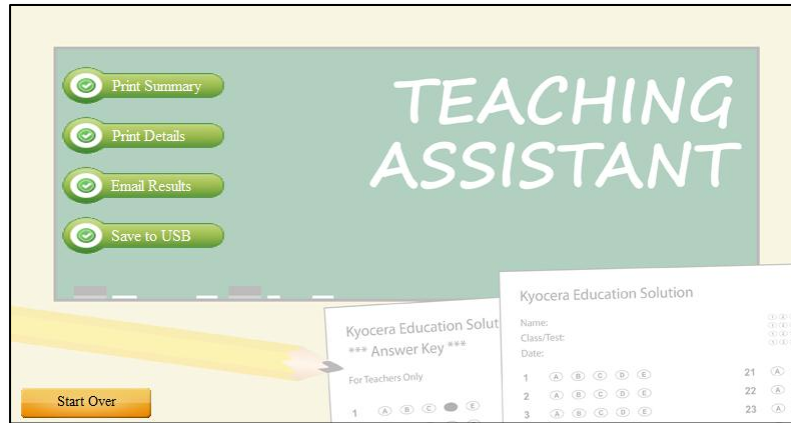 Print Summary
Print Details
Email Results
Save to USB
TEACHING
ASSISTANT
Kyocera Education Solut
*** Answer Key ***
For Teachers Only
1 A B C E
Kyocera Education Solution
Name:
Class/Test:
Date:
1 A B C D E
2 A B C D E
3 A B C D E
21 A
22 A
23 A
Start Over